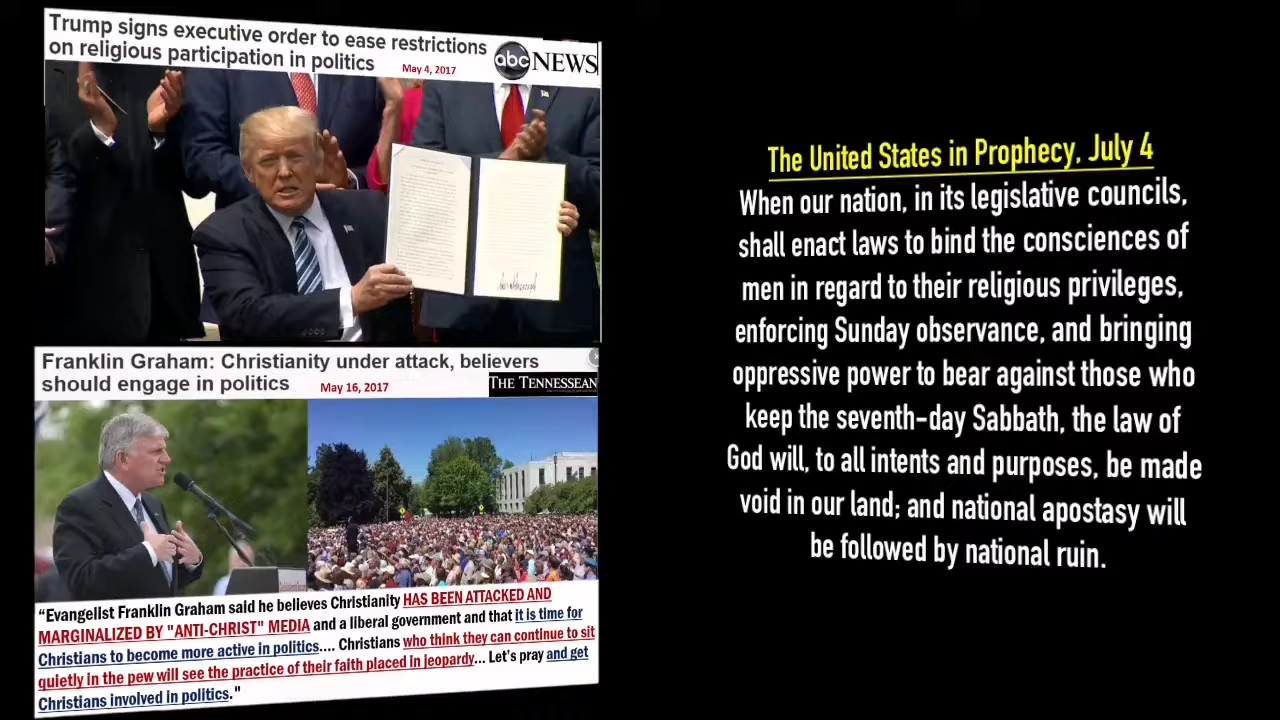 Trump signs executive order to ease restrictions
on religious participation in politics
May 4, 2017
abc NEWS
Franklin Graham: Christianity under attack, believers
should engage in politics
May 16, 2017
THE TENNESSEAN
“Evangelist Franklin Graham said he believes Christianity HAS BEEN ATTACKED AND
MARGINALIZED BY "ANTI-CHRIST" MEDIA and a liberal government and that it is time for
Christians to become more active in politics.... Christians who think they can continue to sit
quietly in the pew will see the practice of their faith placed in jeopardy... Let's pray and get
Christians involved in politics."
The United States in Prophecy, July 4
When our nation, in its legislative councils,
shall enact laws to bind the consciences of
men in regard to their religious privileges,
enforcing Sunday observance, and bringing
oppressive power to bear against those who
keep the seventh-day Sabbath, the law of
God will, to all intents and purposes, be made
void in our land; and national apostasy will
be followed by national ruin.